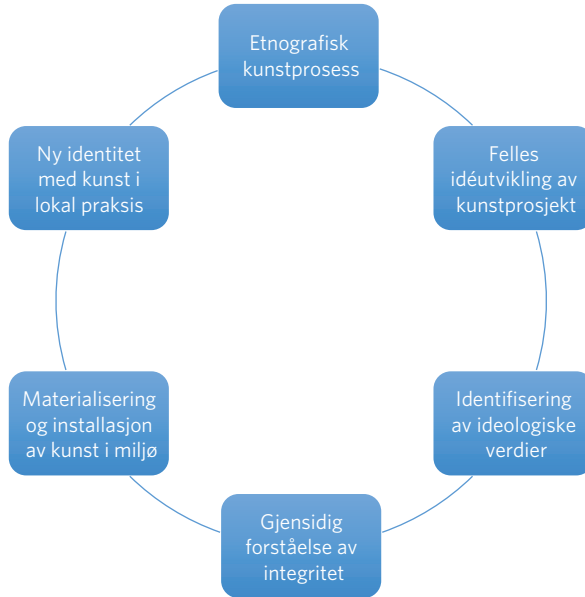 Etnografisk
kunstprosess
Felles
idéutvikling av
kunstprosjekt
Identifisering
av ideologiske
verdier
Gjensidig
forståelse av
integritet
Materialisering
og installasjon
av kunst i miljø
Ny identitet
med kunst i
lokal praksis